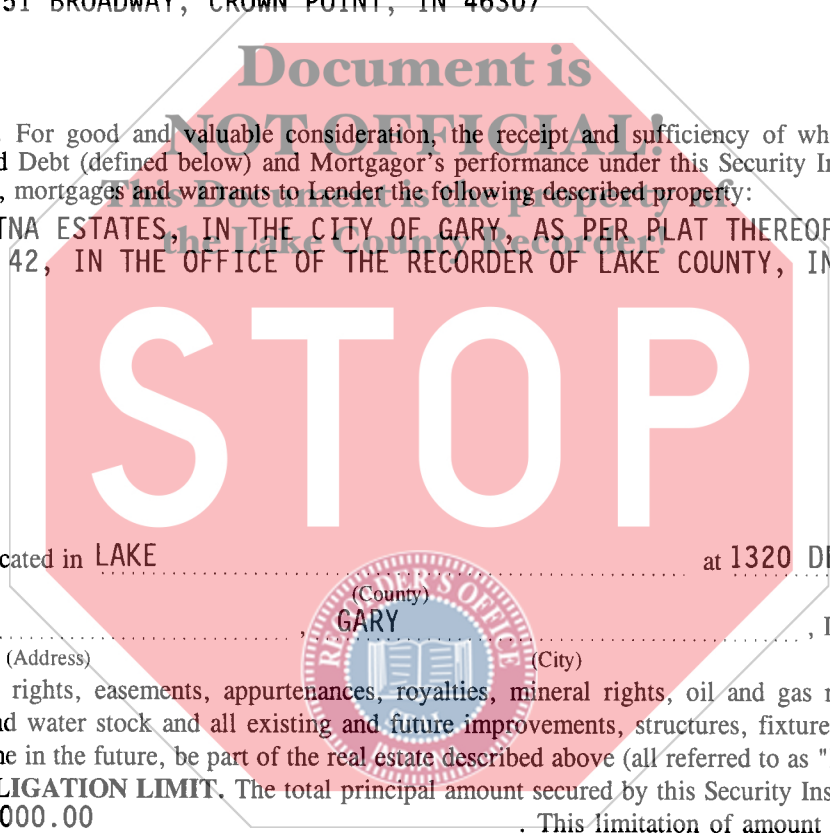 51 BROADWAY, CROWN POINT, IN 46307
Document is
NOT OFFICIAL!
This Document is the property of
the Lake County Recorder!
For good and valuable consideration, the receipt and sufficiency of wh
d Debt (defined below) and Mortgagor's performance under this Security In
, mortgages and warrants to Lender the following described property:
TNA ESTATES, IN THE CITY OF GARY, AS PER PLAT THEREOF
42, IN THE OFFICE OF THE RECORDER OF LAKE COUNTY, IN
STOP
cated in LAKE at 1320 DE
(County)
, GARY , I
(Address) (City)
RECORDER'S OFFICE
rights, easements, appurtenances, royalties, mineral rights, oil and gas r
nd water stock and all existing and future improvements, structures, fixture
ne in the future, be part of the real estate described above (all referred to as "
LIGATION LIMIT. The total principal amount secured by this Security Ins
000.00 . This limitation of amount